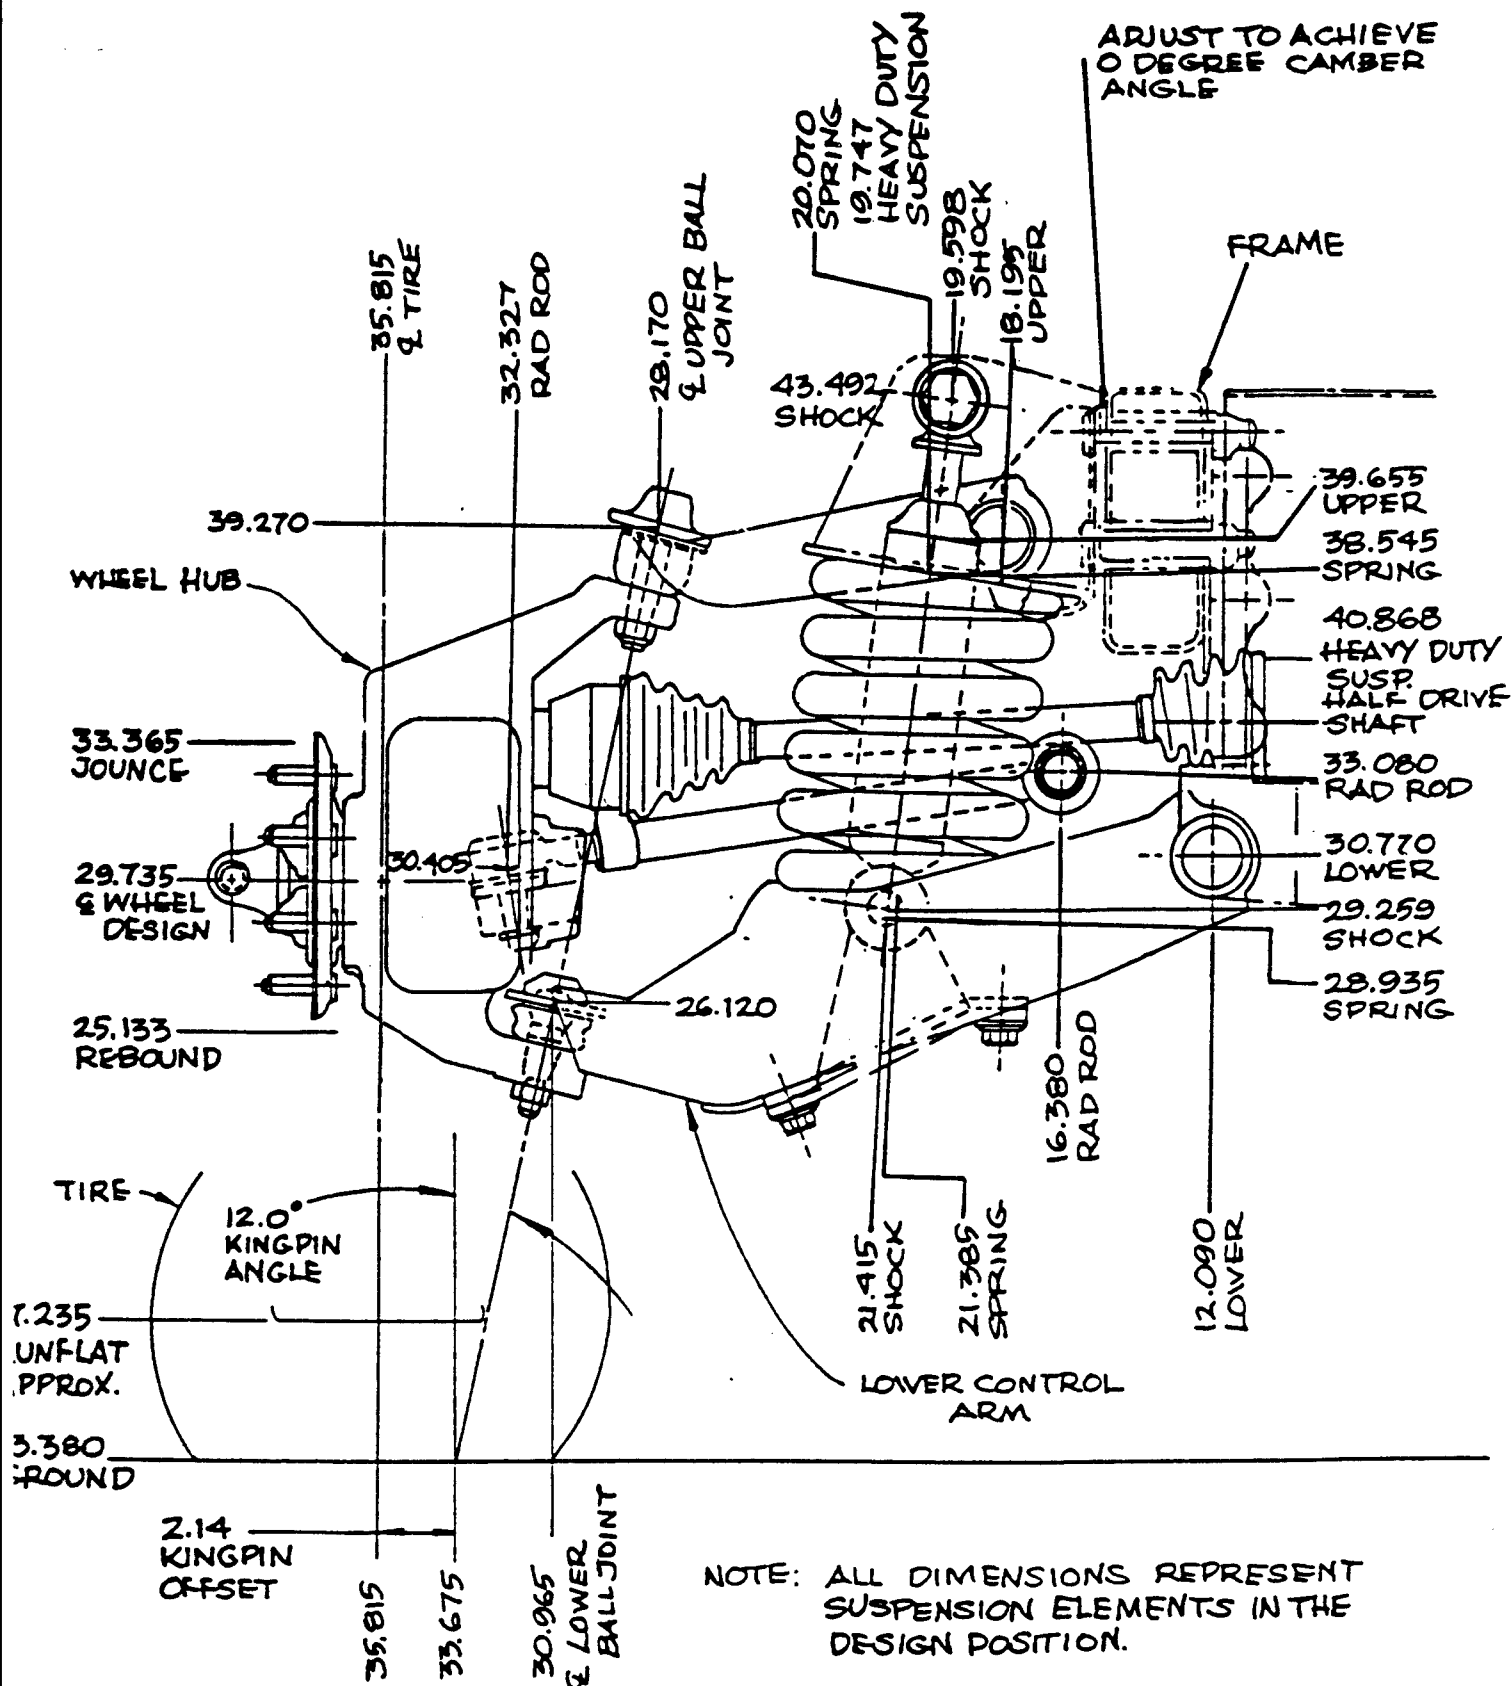 ADJUST TO ACHIEVE
0 DEGREE CAMBER
ANGLE
20.070
SPRING
19.747
HEAVY DUTY
SUSPENSION
19.598
SHOCK
18.195
UPPER
FRAME
35.815
℄ TIRE
32.327
RAD ROD
28.170
℄ UPPER BALL
JOINT
43.492
SHOCK
39.270
WHEEL HUB
39.655
UPPER
38.545
SPRING
40.868
HEAVY DUTY
SUSP.
HALF DRIVE
SHAFT
33.365
JOUNCE
33.080
RAD ROD
30.405
29.735
℄ WHEEL
DESIGN
30.770
LOWER
29.259
SHOCK
28.935
SPRING
26.120
25.133
REBOUND
16.380
RAD ROD
TIRE
12.0°
KINGPIN
ANGLE
21.415
SHOCK
21.385
SPRING
12.090
LOWER
7.235
UNFLAT
PPROX.
LOWER CONTROL
ARM
3.380
ROUND
2.14
KINGPIN
OFFSET
35.815
33.675
30.965
℄ LOWER
BALL JOINT
NOTE: ALL DIMENSIONS REPRESENT
SUSPENSION ELEMENTS IN THE
DESIGN POSITION.